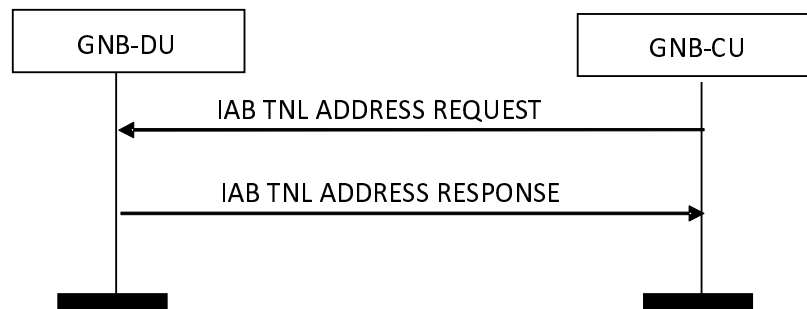 GNB-DU
GNB-CU
IAB TNL ADDRESS REQUEST
IAB TNL ADDRESS RESPONSE